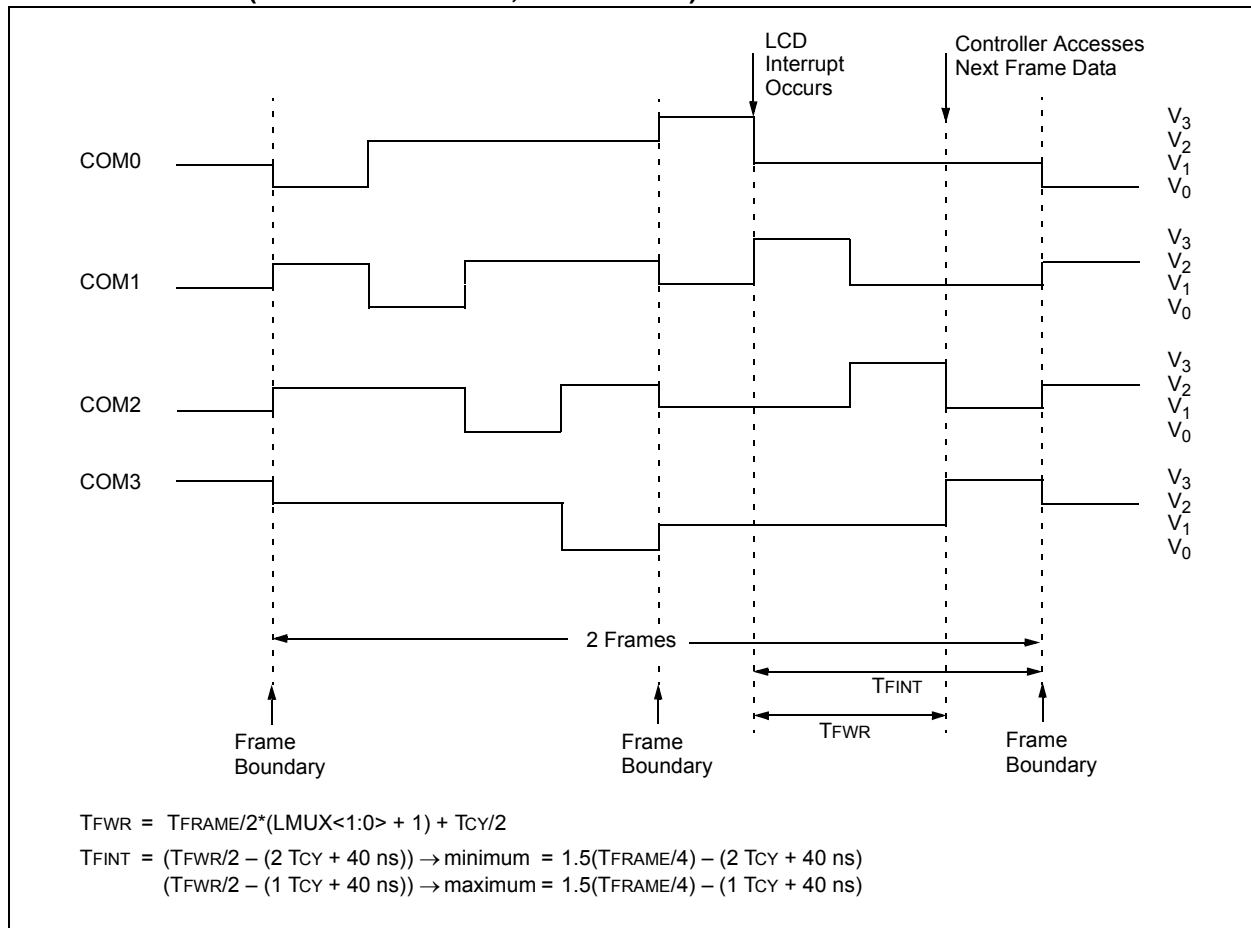 LCD
Interrupt
Occurs
Controller Accesses
Next Frame Data
COM0
V3
V2
V1
V0
COM1
V3
V2
V1
V0
COM2
V3
V2
V1
V0
COM3
V3
V2
V1
V0
2 Frames
TFINT
TFWR
Frame
Boundary
Frame
Boundary
Frame
Boundary
TFWR = TFRAME/2*(LMUX<1:0> + 1) + TCY/2
TFINT = (TFWR/2 – (2 TCY + 40 ns)) → minimum = 1.5(TFRAME/4) – (2 TCY + 40 ns)
(TFWR/2 – (1 TCY + 40 ns)) → maximum = 1.5(TFRAME/4) – (1 TCY + 40 ns)